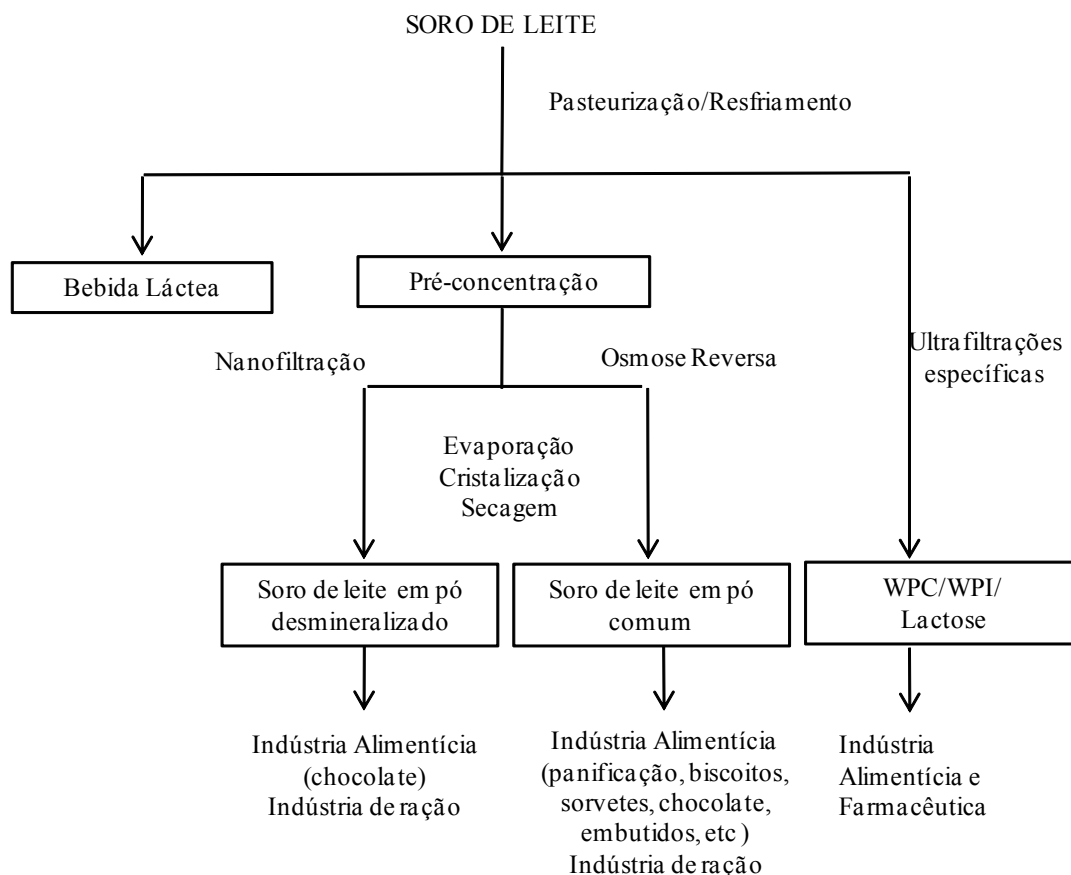 SORO DE LEITE
Pasteurização/Resfriamento
Bebida Láctea
Pré-concentração
Nanofiltração
Osmose Reversa
Ultrafiltrações
específicas
Evaporação
Cristalização
Secagem
Soro de leite em pó
desmineralizado
Soro de leite em pó
comum
WPC/WPI/
Lactose
Indústria Alimentícia
(chocolate)
Indústria de ração
Indústria Alimentícia
(panificação, biscoitos,
sorvetes, chocolate,
embutidos, etc )
Indústria de ração
Indústria
Alimentícia e
Farmacêutica